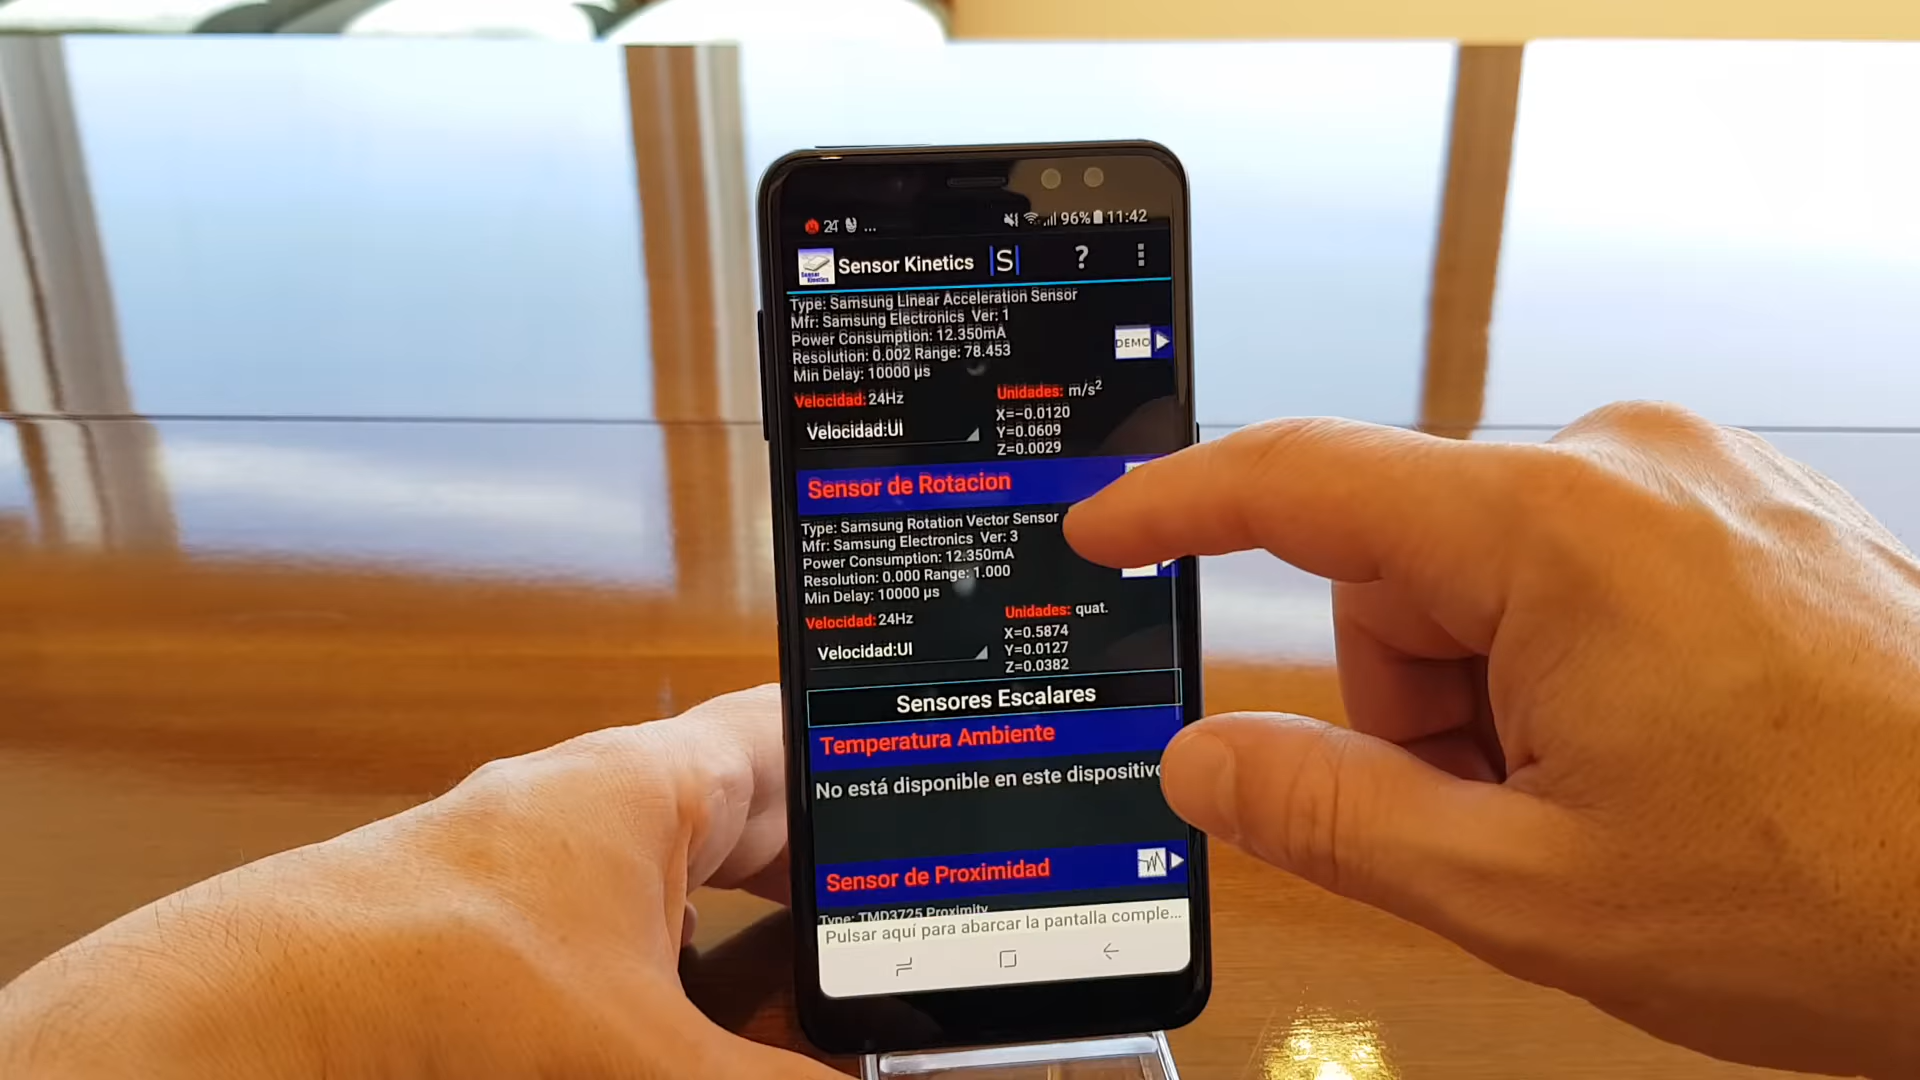 24 ... 96% 11:42
Sensor Kinetics |S| ?
Type: Samsung Linear Acceleration Sensor
Mfr: Samsung Electronics Ver: 1
Power Consumption: 12.350mA
Resolution: 0.002 Range: 78.453
Min Delay: 10000 µs
DEMO
Velocidad: 24Hz
Velocidad:UI
Unidades: m/s²
X=-0.0120
Y=0.0609
Z=0.0029
Sensor de Rotacion
Type: Samsung Rotation Vector Sensor
Mfr: Samsung Electronics Ver: 3
Power Consumption: 12.350mA
Resolution: 0.000 Range: 1.000
Min Delay: 10000 µs
Velocidad: 24Hz
Velocidad:UI
Unidades: quat.
X=0.5874
Y=0.0127
Z=0.0382
Sensores Escalares
Temperatura Ambiente
No está disponible en este dispositivo
Sensor de Proximidad
Type: TMD3725 Proximity
Pulsar aquí para abarcar la pantalla comple...